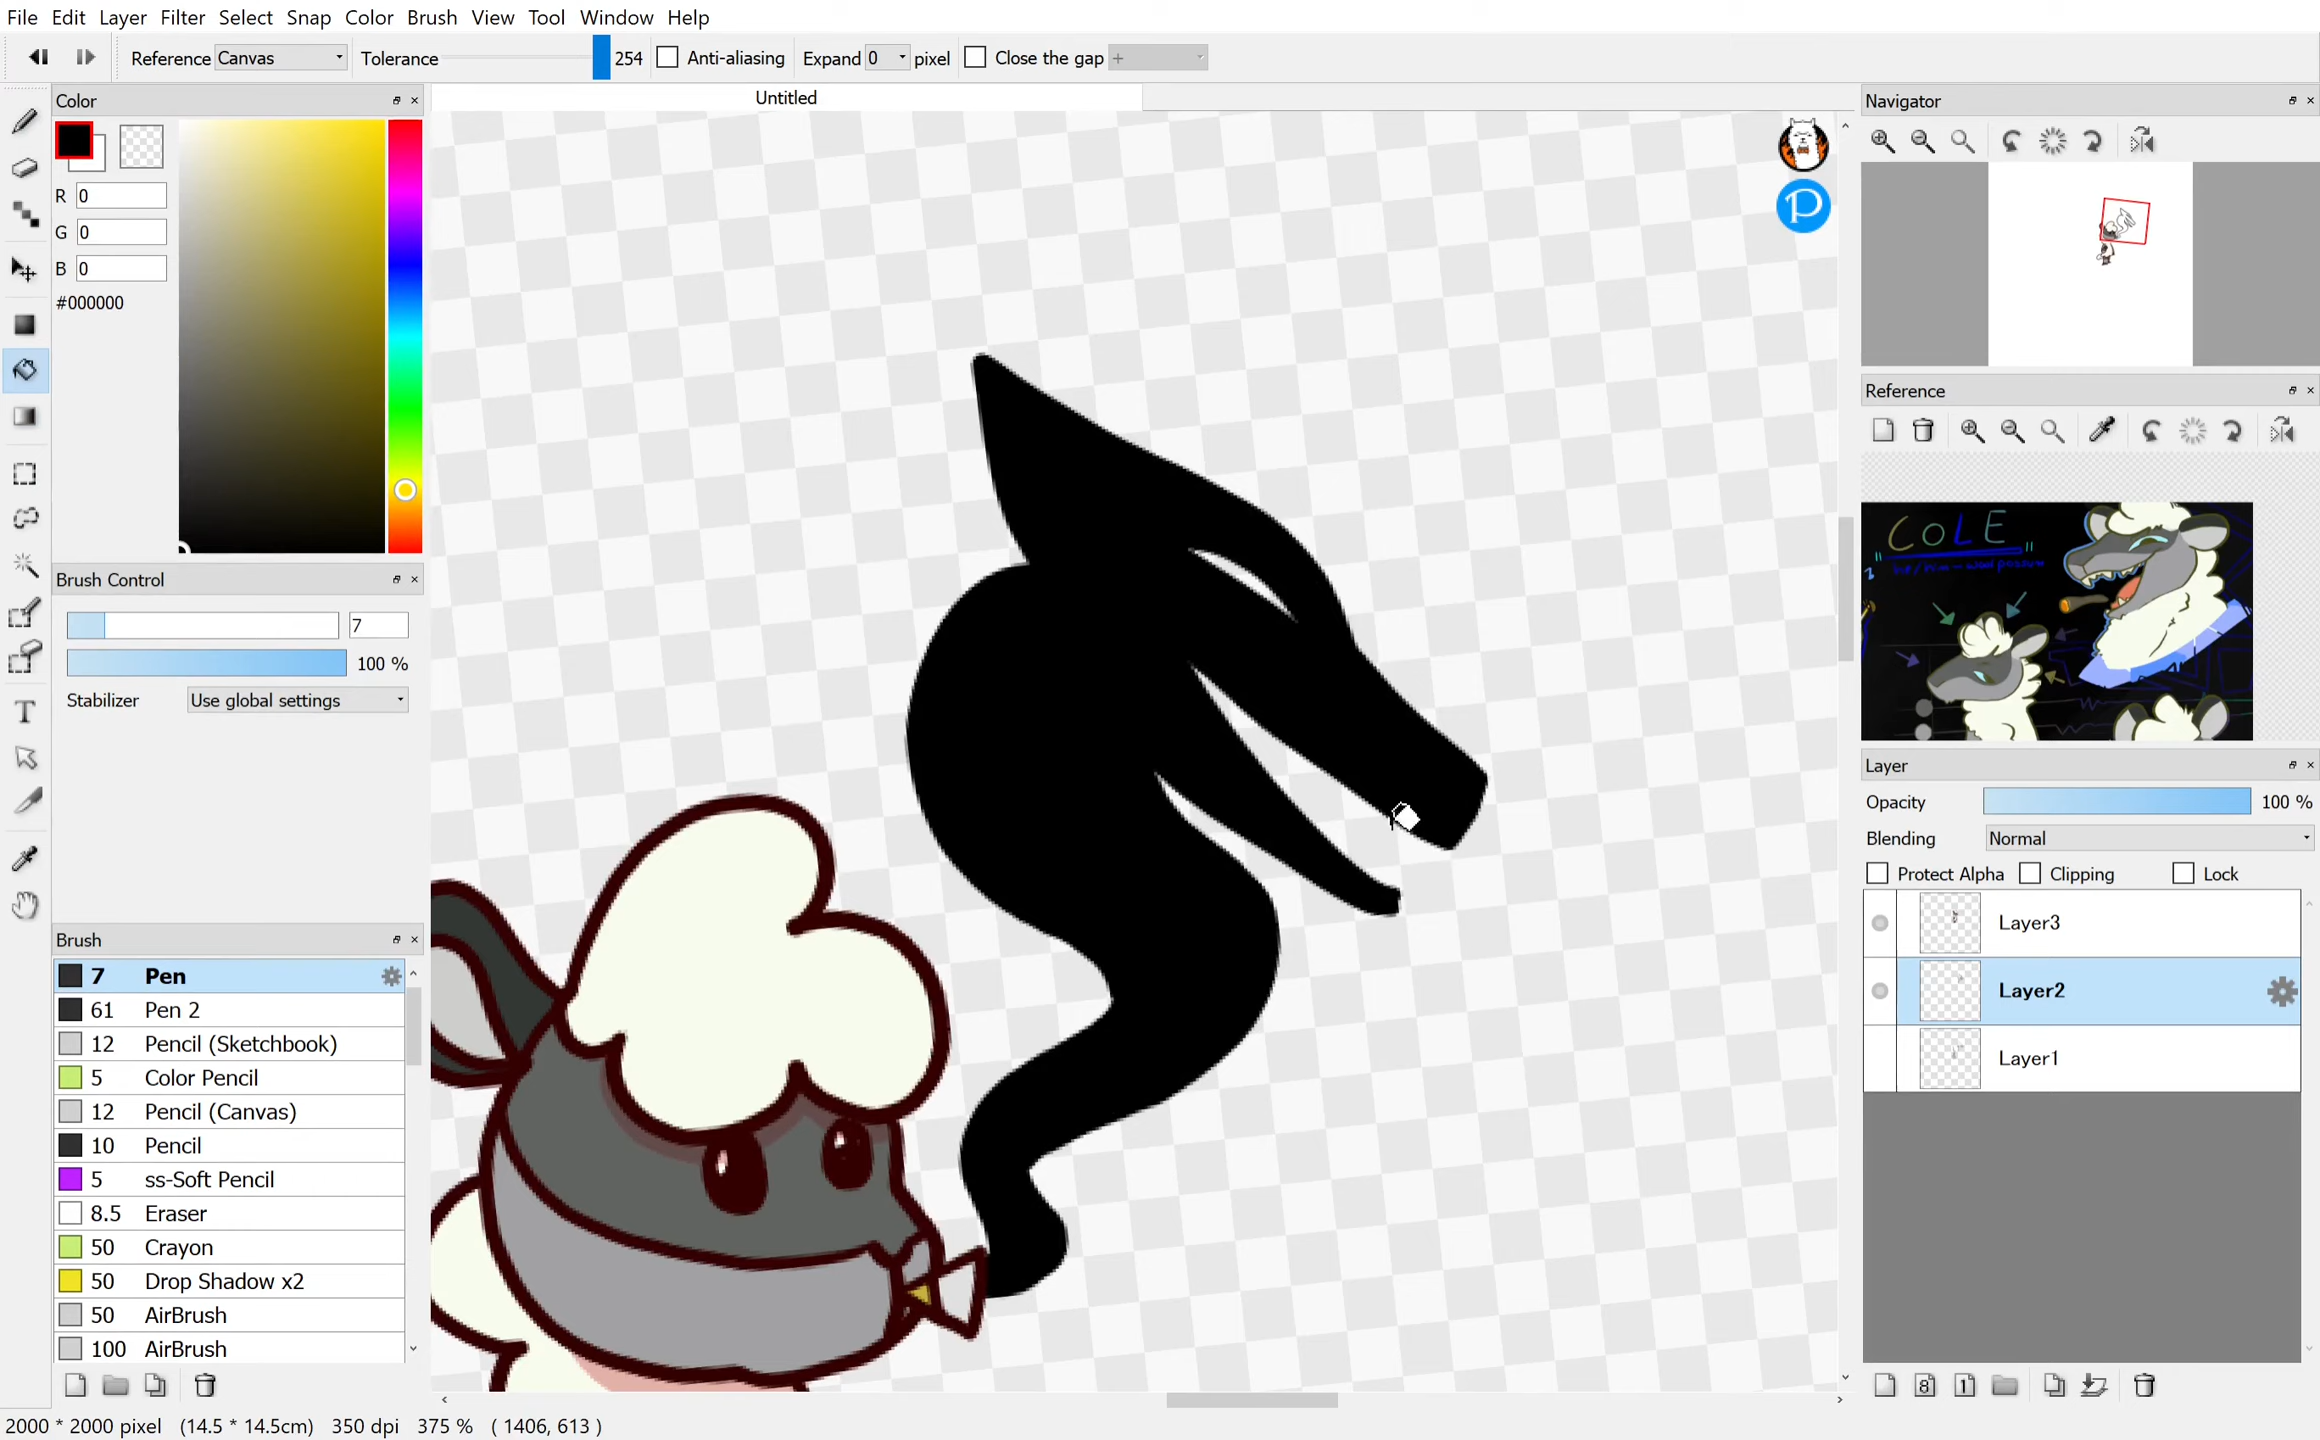 File Edit Layer Filter Select Snap Color Brush View Tool Window Help
Reference Canvas Tolerance 254 Anti-aliasing Expand 0 pixel Close the gap +
Color
Untitled
Navigator
R 0
G 0
B 0
#000000
Reference
COLE
Brush Control
7
100 %
Stabilizer Use global settings
Layer
Opacity 100 %
Blending Normal
Protect Alpha Clipping Lock
Layer3
Layer2
Layer1
Brush
7 Pen
61 Pen 2
12 Pencil (Sketchbook)
5 Color Pencil
12 Pencil (Canvas)
10 Pencil
5 ss-Soft Pencil
8.5 Eraser
50 Crayon
50 Drop Shadow x2
50 AirBrush
100 AirBrush
8 1
2000 * 2000 pixel (14.5 * 14.5cm) 350 dpi 375 % ( 1406, 613 )